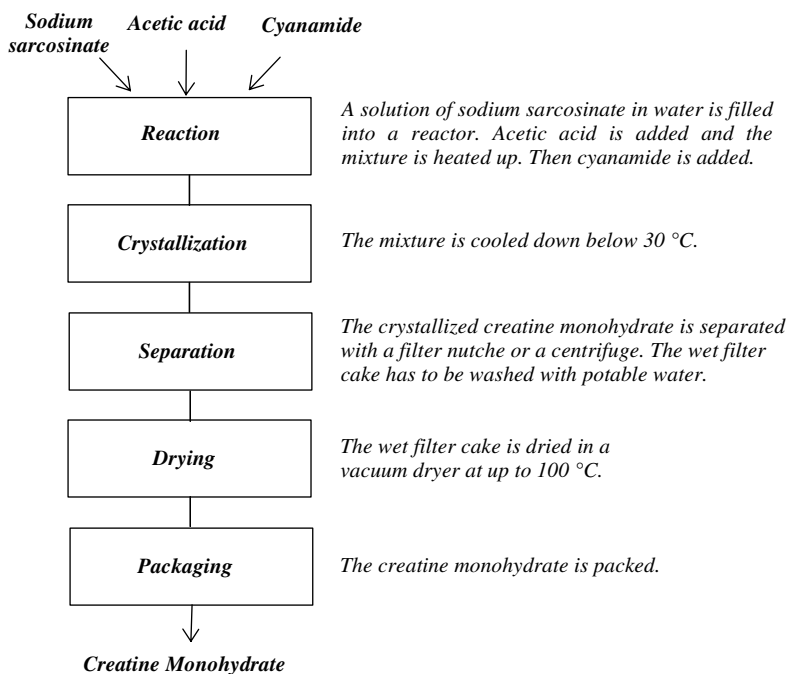 Sodium sarcosinate
Acetic acid
Cyanamide
Reaction
A solution of sodium sarcosinate in water is filled
into a reactor. Acetic acid is added and the
mixture is heated up. Then cyanamide is added.
Crystallization
The mixture is cooled down below 30 °C.
Separation
The crystallized creatine monohydrate is separated
with a filter nutche or a centrifuge. The wet filter
cake has to be washed with potable water.
Drying
The wet filter cake is dried in a
vacuum dryer at up to 100 °C.
Packaging
The creatine monohydrate is packed.
Creatine Monohydrate